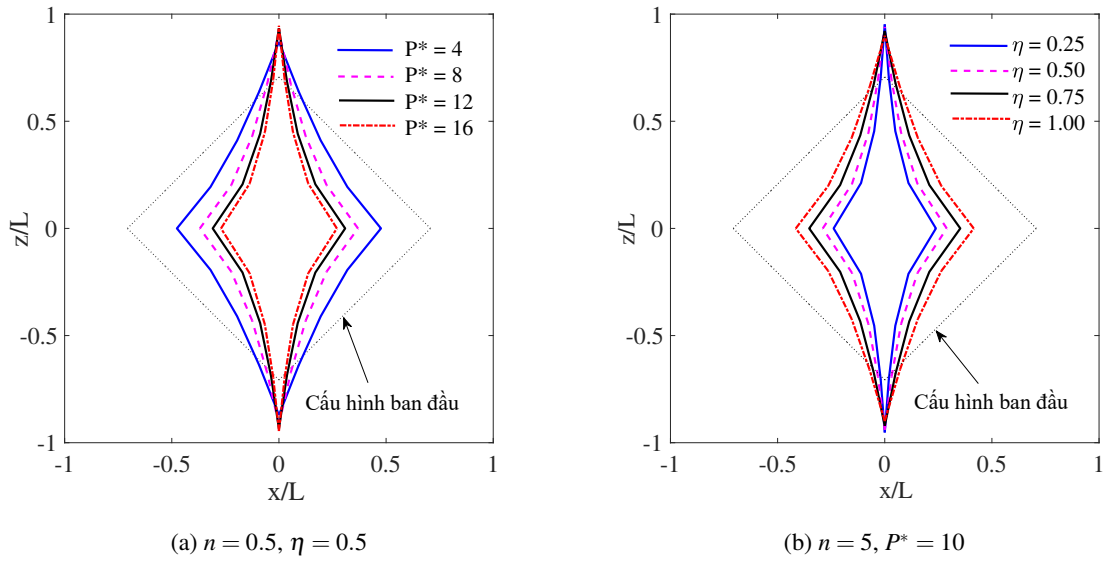 1
0.5
0
-0.5
-1
z/L
-1
-0.5
0
0.5
1
x/L
P* = 4
P* = 8
P* = 12
P* = 16
Cấu hình ban đầu
(a) n = 0.5, η = 0.5
1
0.5
0
-0.5
-1
z/L
-1
-0.5
0
0.5
1
x/L
η = 0.25
η = 0.50
η = 0.75
η = 1.00
Cấu hình ban đầu
(b) n = 5, P* = 10